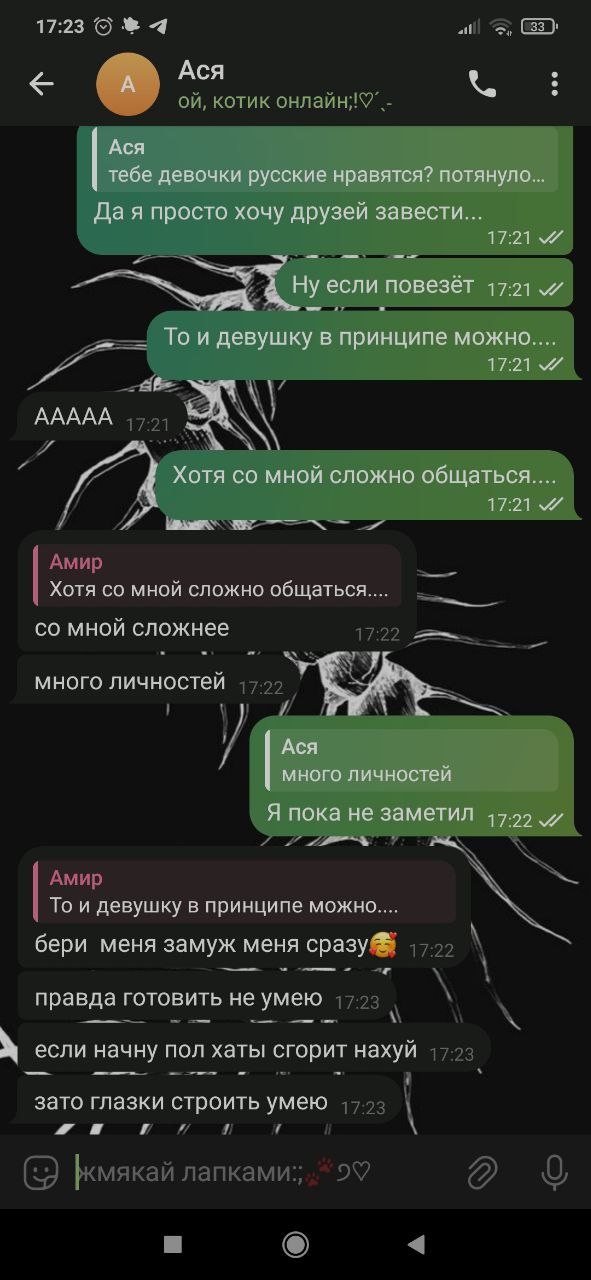 17:23
33
А
Ася
ой, котик онлайн;!♡ˊˎ-
Ася
тебе девочки русские нравятся? потянуло...
Да я просто хочу друзей завести...
17:21
Ну если повезёт 17:21
То и девушку в принципе можно....
17:21
ААААА 17:21
Хотя со мной сложно общаться....
17:21
Амир
Хотя со мной сложно общаться....
со мной сложнее 17:22
много личностей 17:22
Ася
много личностей
Я пока не заметил 17:22
Амир
То и девушку в принципе можно....
бери  меня замуж меня сразу🥰 17:22
правда готовить не умею 17:23
если начну пол хаты сгорит нахуй 17:23
зато глазки строить умею 17:23
жмякай лапками:;🐾୨♡